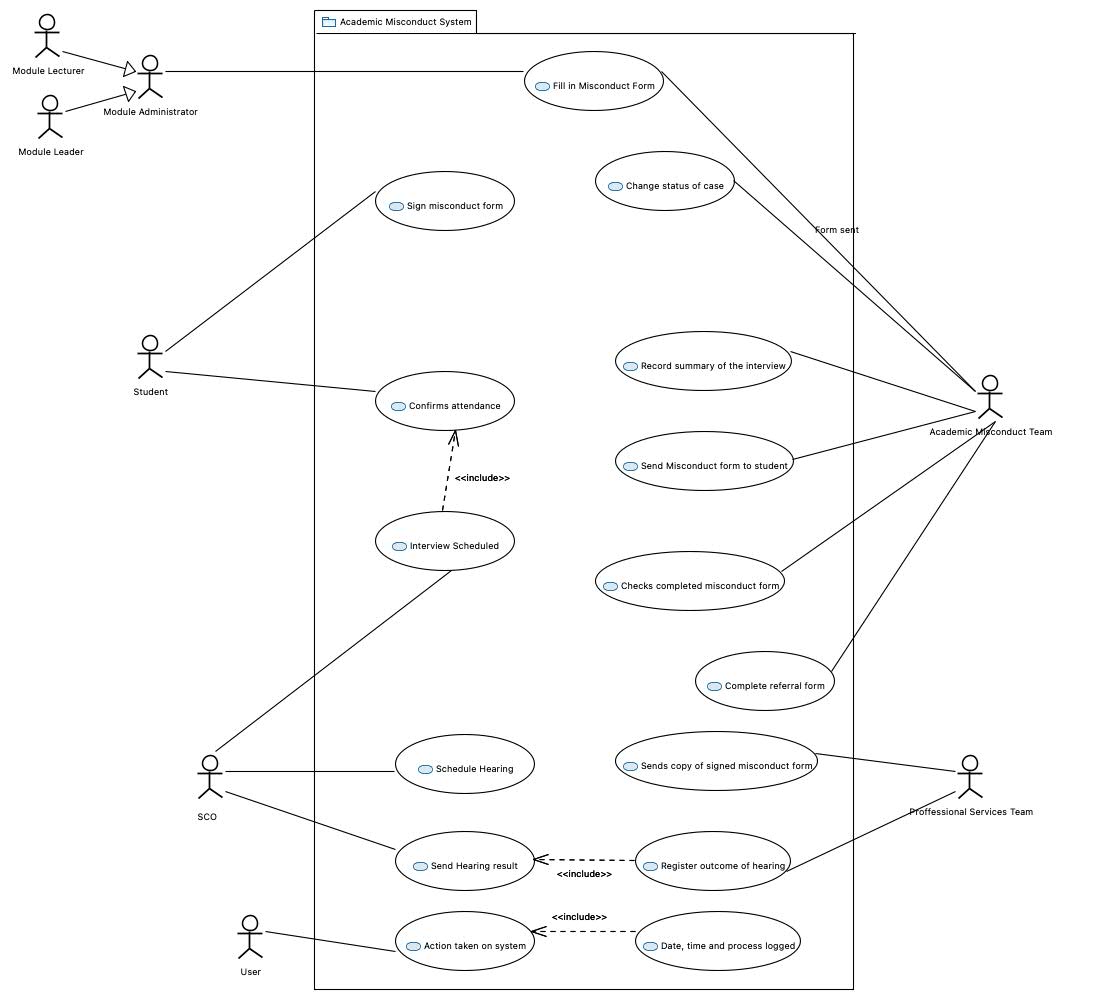 Academic Misconduct System
Module Lecturer
Fill in Misconduct Form
Module Administrator
Module Leader
Change status of case
Sign misconduct form
Form sent
Record summary of the interview
Student
Confirms attendance
Academic Misconduct Team
Send Misconduct form to student
<<include>>
Interview Scheduled
Checks completed misconduct form
Complete referral form
Sends copy of signed misconduct form
Schedule Hearing
Proffessional Services Team
SCO
Send Hearing result
Register outcome of hearing
<<include>>
<<include>>
Action taken on system
Date, time and process logged
User